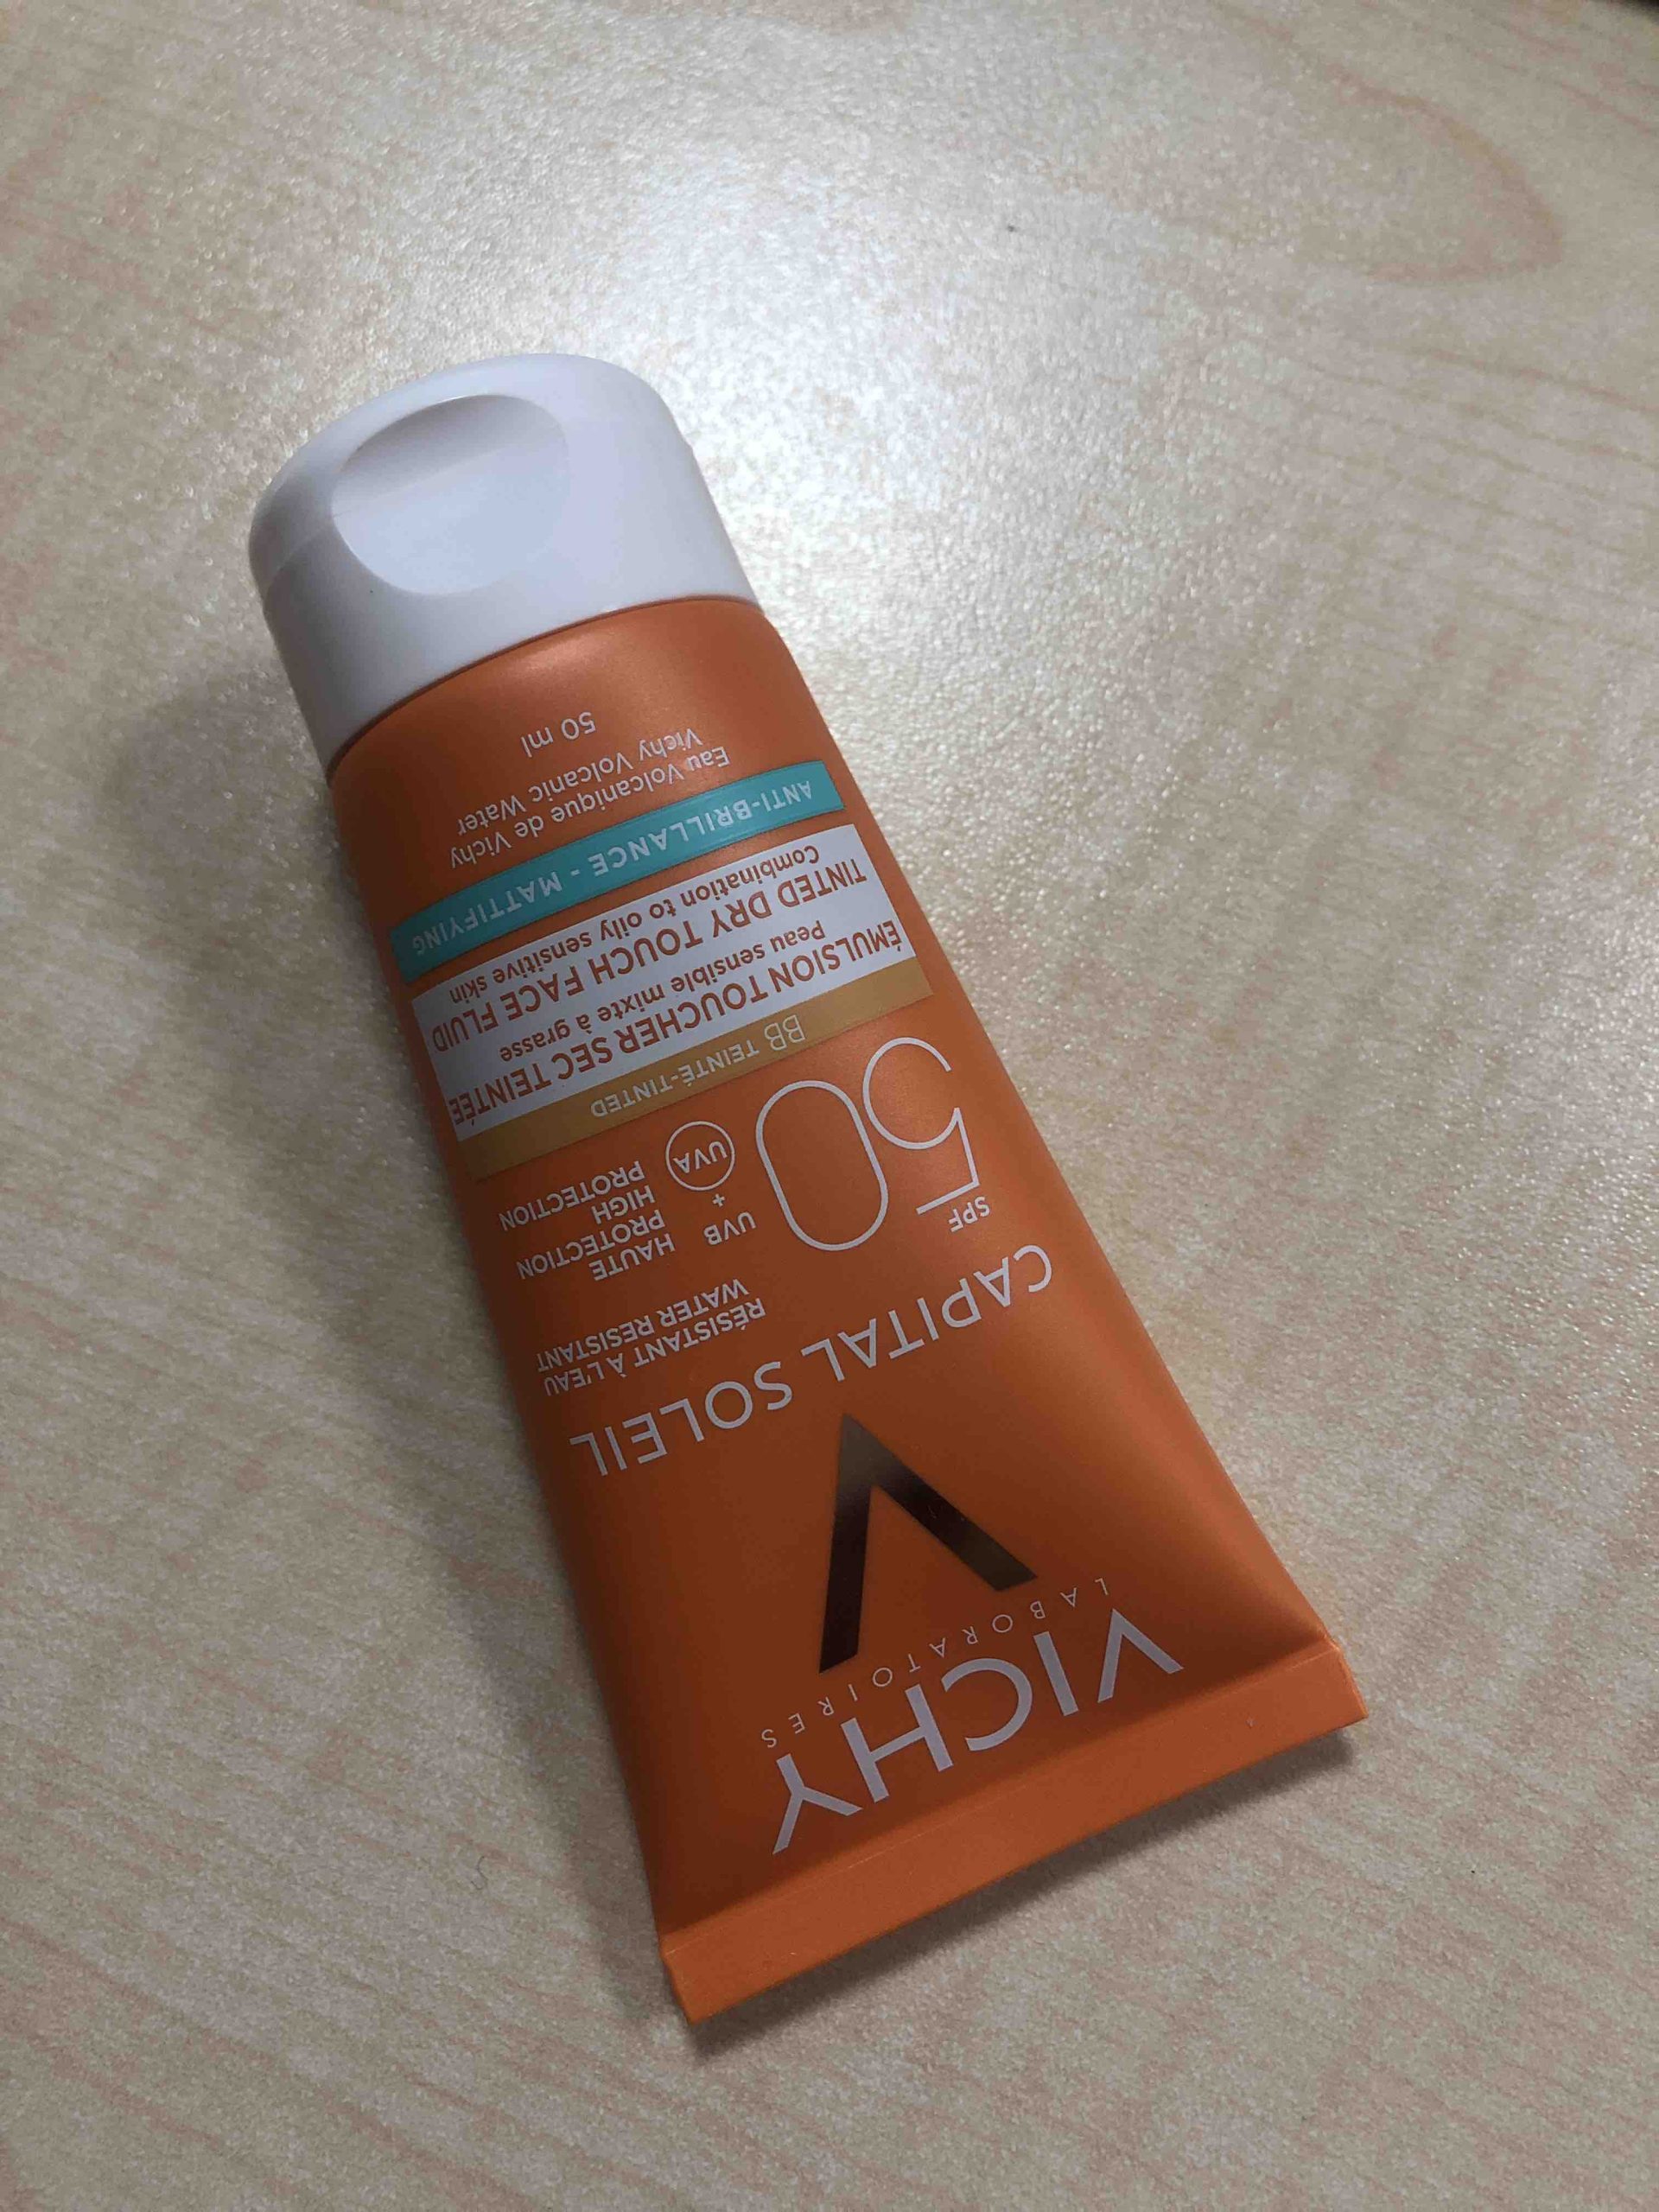 VICHY
LABORATOIRES
CAPITAL SOLEIL
SPF
50
UVB
+
UVA
RÉSISTANT À L'EAU
WATER RESISTANT
HAUTE
PROTECTION
HIGH
PROTECTION
BB TEINTÉ-TINTED
ÉMULSION TOUCHER SEC TEINTÉE
Peau sensible mixte à grasse
TINTED DRY TOUCH FACE FLUID
Combination to oily sensitive skin
ANTI-BRILLANCE - MATTIFYING
Eau Volcanique de Vichy
Vichy Volcanic Water
50 ml